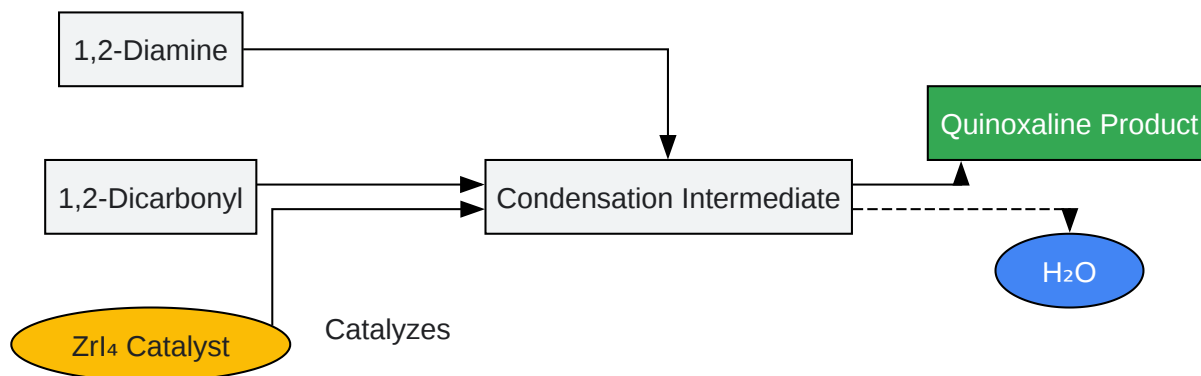 1,2-Diamine
Quinoxaline Product
1,2-Dicarbonyl
Condensation Intermediate
H₂O
Catalyzes
ZrI₄ Catalyst